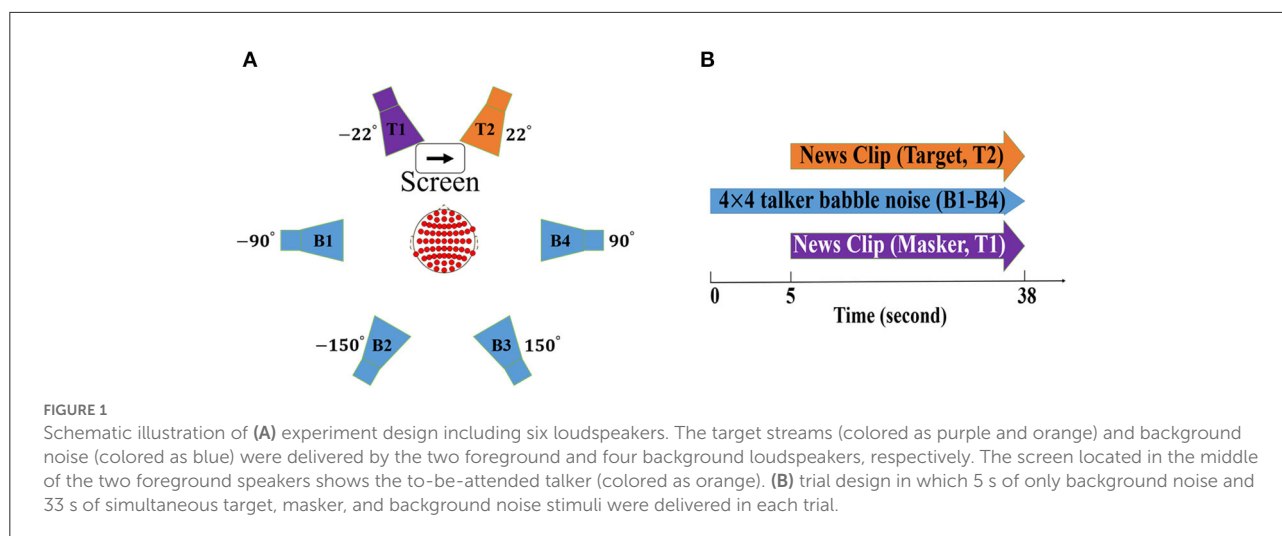 A
B
T1
T2
−22°
22°
Screen
−90°
B1
B4
90°
−150°
B2
B3
150°
News Clip (Target, T2)
4×4 talker babble noise (B1-B4)
News Clip (Masker, T1)
0
5
38
Time (second)
FIGURE 1
Schematic illustration of (A) experiment design including six loudspeakers. The target streams (colored as purple and orange) and background
noise (colored as blue) were delivered by the two foreground and four background loudspeakers, respectively. The screen located in the middle
of the two foreground speakers shows the to-be-attended talker (colored as orange). (B) trial design in which 5 s of only background noise and
33 s of simultaneous target, masker, and background noise stimuli were delivered in each trial.